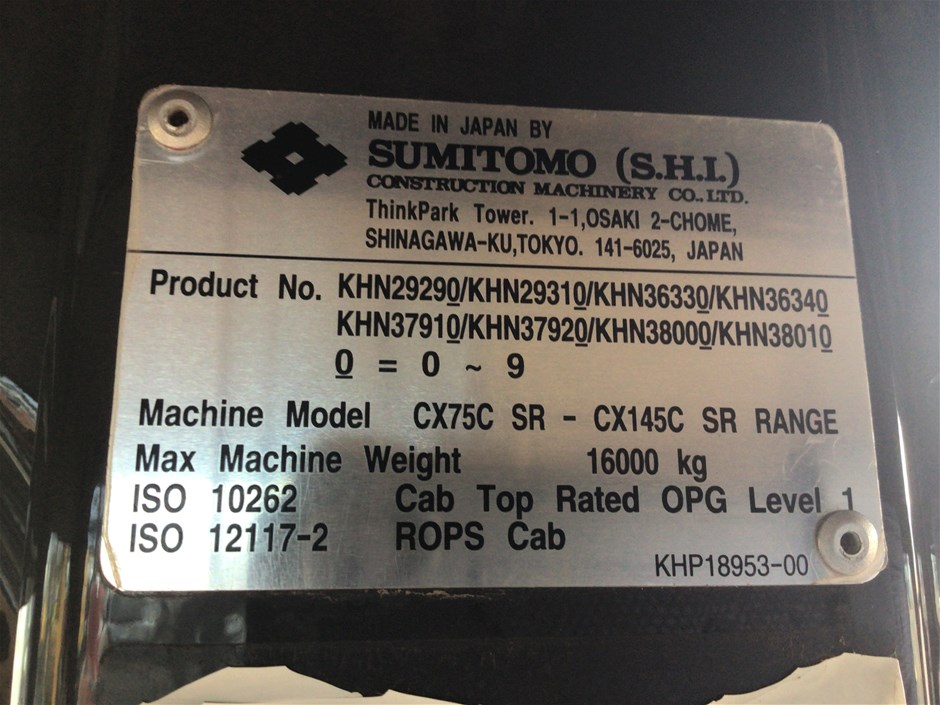 MADE IN JAPAN BY
SUMITOMO (S.H.I.)
CONSTRUCTION MACHINERY CO., LTD.
ThinkPark Tower. 1-1,OSAKI 2-CHOME,
SHINAGAWA-KU,TOKYO. 141-6025, JAPAN
Product No. KHN29290/KHN29310/KHN36330/KHN36340
KHN37910/KHN37920/KHN38000/KHN38010
0 = 0 ~ 9
Machine Model CX75C SR - CX145C SR RANGE
Max Machine Weight 16000 kg
ISO 10262 Cab Top Rated OPG Level 1
ISO 12117-2 ROPS Cab
KHP18953-00